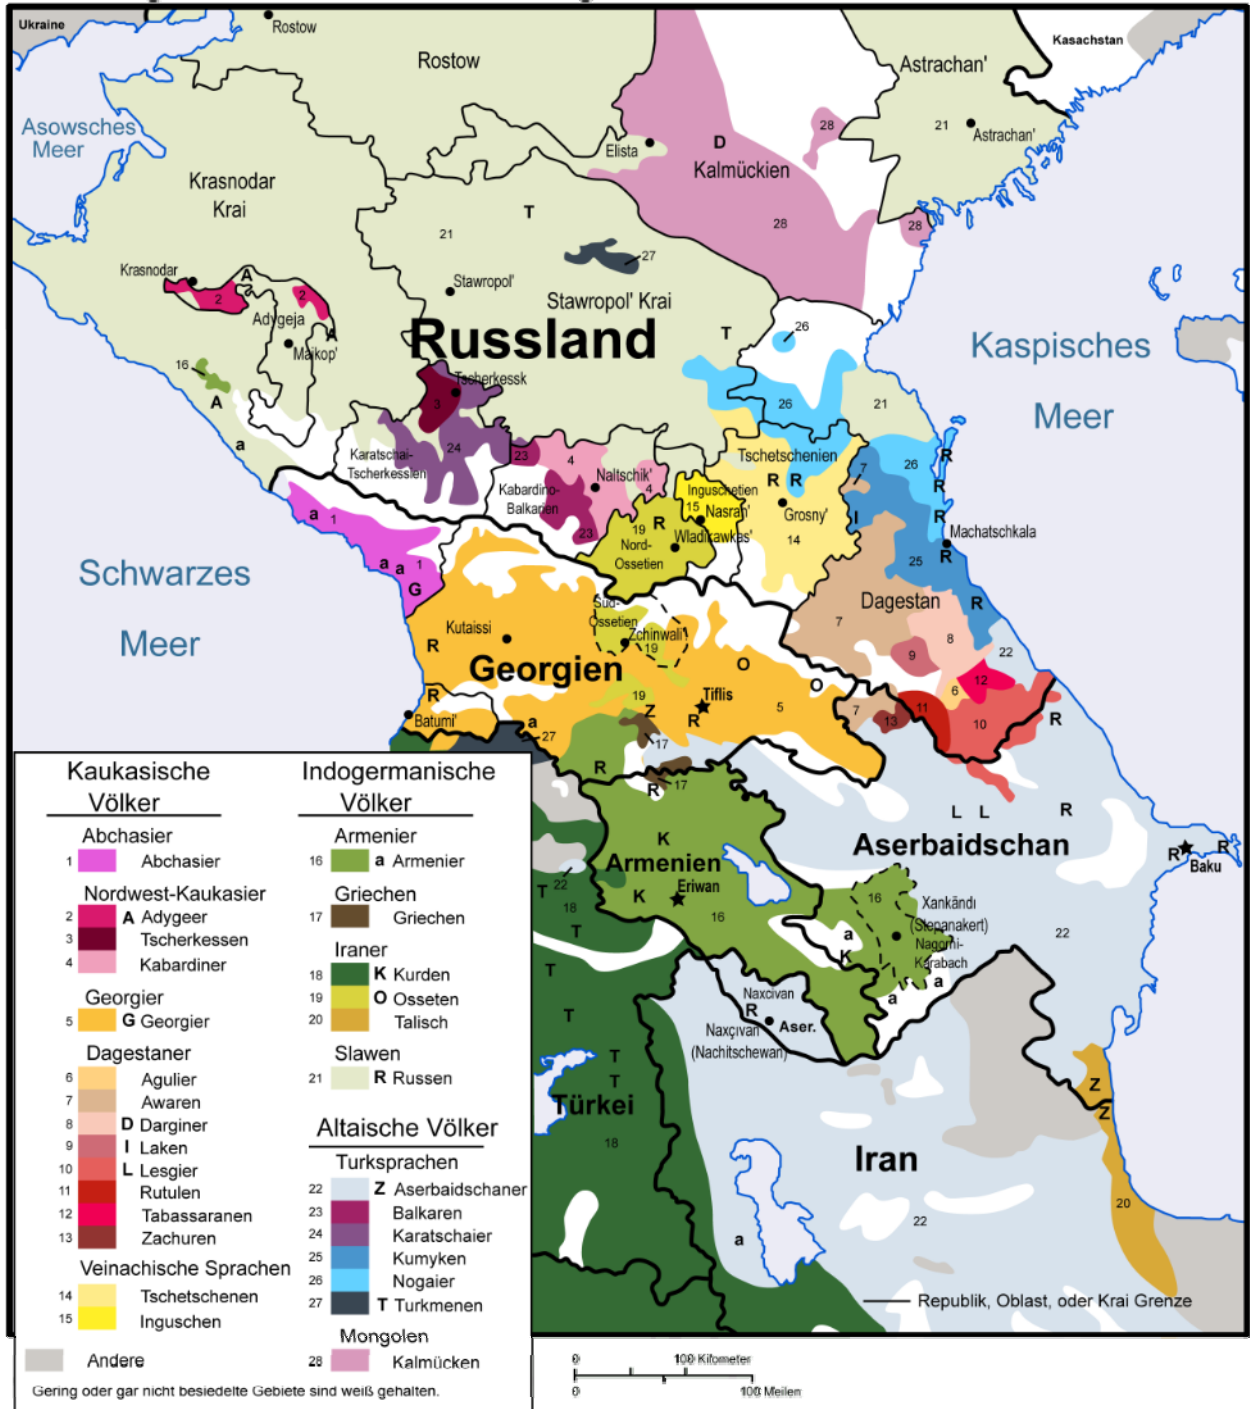 Ukraine
Rostow
Rostow
Kasachstan
Astrachan'
21
Astrachan'
Asowsches
Meer
Elista
D
28
Kalmückien
28
28
Krasnodar
Krai
T
21
27
Krasnodar
A
2
2
Adygeja
A
Maikop'
Stawropol'
Stawropol' Krai
Russland
T
26
Kaspisches
Meer
16
A
a
Tscherkessk
3
26
21
24
Karatschai-
Tscherkessien
23
4
Naltschik'
4
Kabardino-
Balkarien
23
Tschetschenien
R R
Grosny'
14
Inguschetien
15
Nasran'
Wladikawkas'
R
19
Nord-
Ossetien
7
26
R
R
I
R
Machatschkala
R
25
R
Dagestan
7
8
9
22
12
6
11
10
7
13
R
a
1
a a
1
G
Schwarzes
Meer
Kutaissi
R
R
Süd-
Ossetien
Zchinwali
19
Georgien
O
O
19
Tiflis
Z
R
5
Batumi'
a
27
17
R
17
R
L L
R
Aserbaidschan
R
R
Baku
K
Armenien
Eriwan
K
16
22
T
18
T
16
Xankändı
(Stepanakert)
Nagorni-
Karabach
a
K
a
a
22
T
T
Naxcivan
R
Aser.
Naxçıvan
(Nachitschewan)
T
T
Türkei
18
Z
Z
Iran
20
22
a
Republik, Oblast, oder Krai Grenze
Kaukasische
Völker
Abchasier
1 Abchasier
Nordwest-Kaukasier
2 A Adygeer
3 Tscherkessen
4 Kabardiner
Georgier
5 G Georgier
Dagestaner
6 Agulier
7 Awaren
8 D Darginer
9 I Laken
10 L Lesgier
11 Rutulen
12 Tabassaranen
13 Zachuren
Veinachische Sprachen
14 Tschetschenen
15 Inguschen
Andere
Gering oder gar nicht besiedelte Gebiete sind weiß gehalten.
Indogermanische
Völker
Armenier
16 a Armenier
Griechen
17 Griechen
Iraner
18 K Kurden
19 O Osseten
20 Talisch
Slawen
21 R Russen
Altaische Völker
Turksprachen
22 Z Aserbaidschaner
23 Balkaren
24 Karatschaier
25 Kumyken
26 Nogaier
27 T Turkmenen
Mongolen
28 Kalmücken
0 100 Kilometer
0 100 Meilen